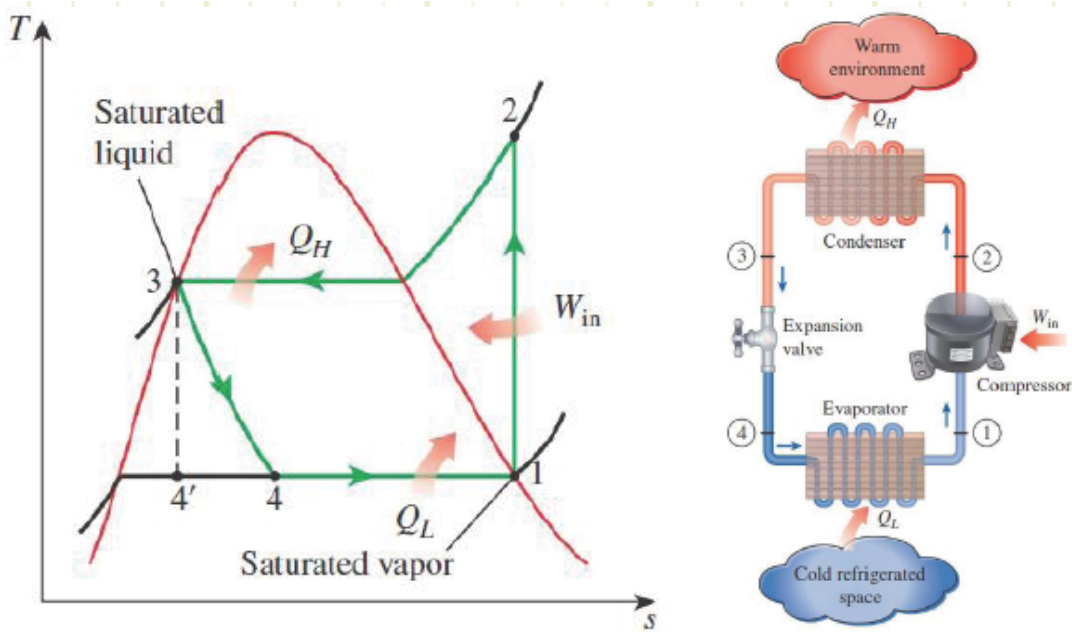 T
Saturated
liquid
2
Q_H
3
W_in
4'
4
1
Q_L
Saturated vapor
s
Warm
environment
Q_H
Condenser
3
2
Expansion
valve
W_in
Compressor
Evaporator
4
1
Q_L
Cold refrigerated
space